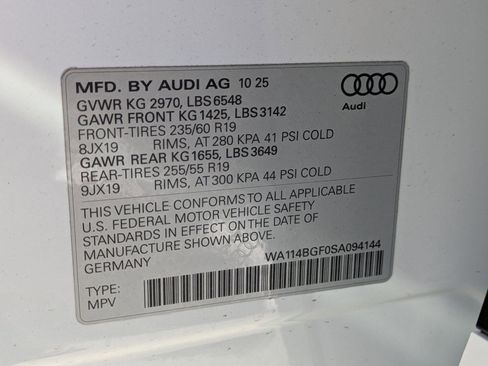 MFD. BY AUDI AG 10 25
GVWR KG 2970, LBS 6548
GAWR FRONT KG 1425, LBS 3142
FRONT-TIRES 235/60 R19
8JX19 RIMS, AT 280 KPA 41 PSI COLD
GAWR REAR KG 1655, LBS 3649
REAR-TIRES 255/55 R19
9JX19 RIMS, AT 300 KPA 44 PSI COLD
THIS VEHICLE CONFORMS TO ALL APPLICABLE
U.S. FEDERAL MOTOR VEHICLE SAFETY
STANDARDS IN EFFECT ON THE DATE OF
MANUFACTURE SHOWN ABOVE.
GERMANY
WA114BGF0SA094144
TYPE:
MPV
Audi